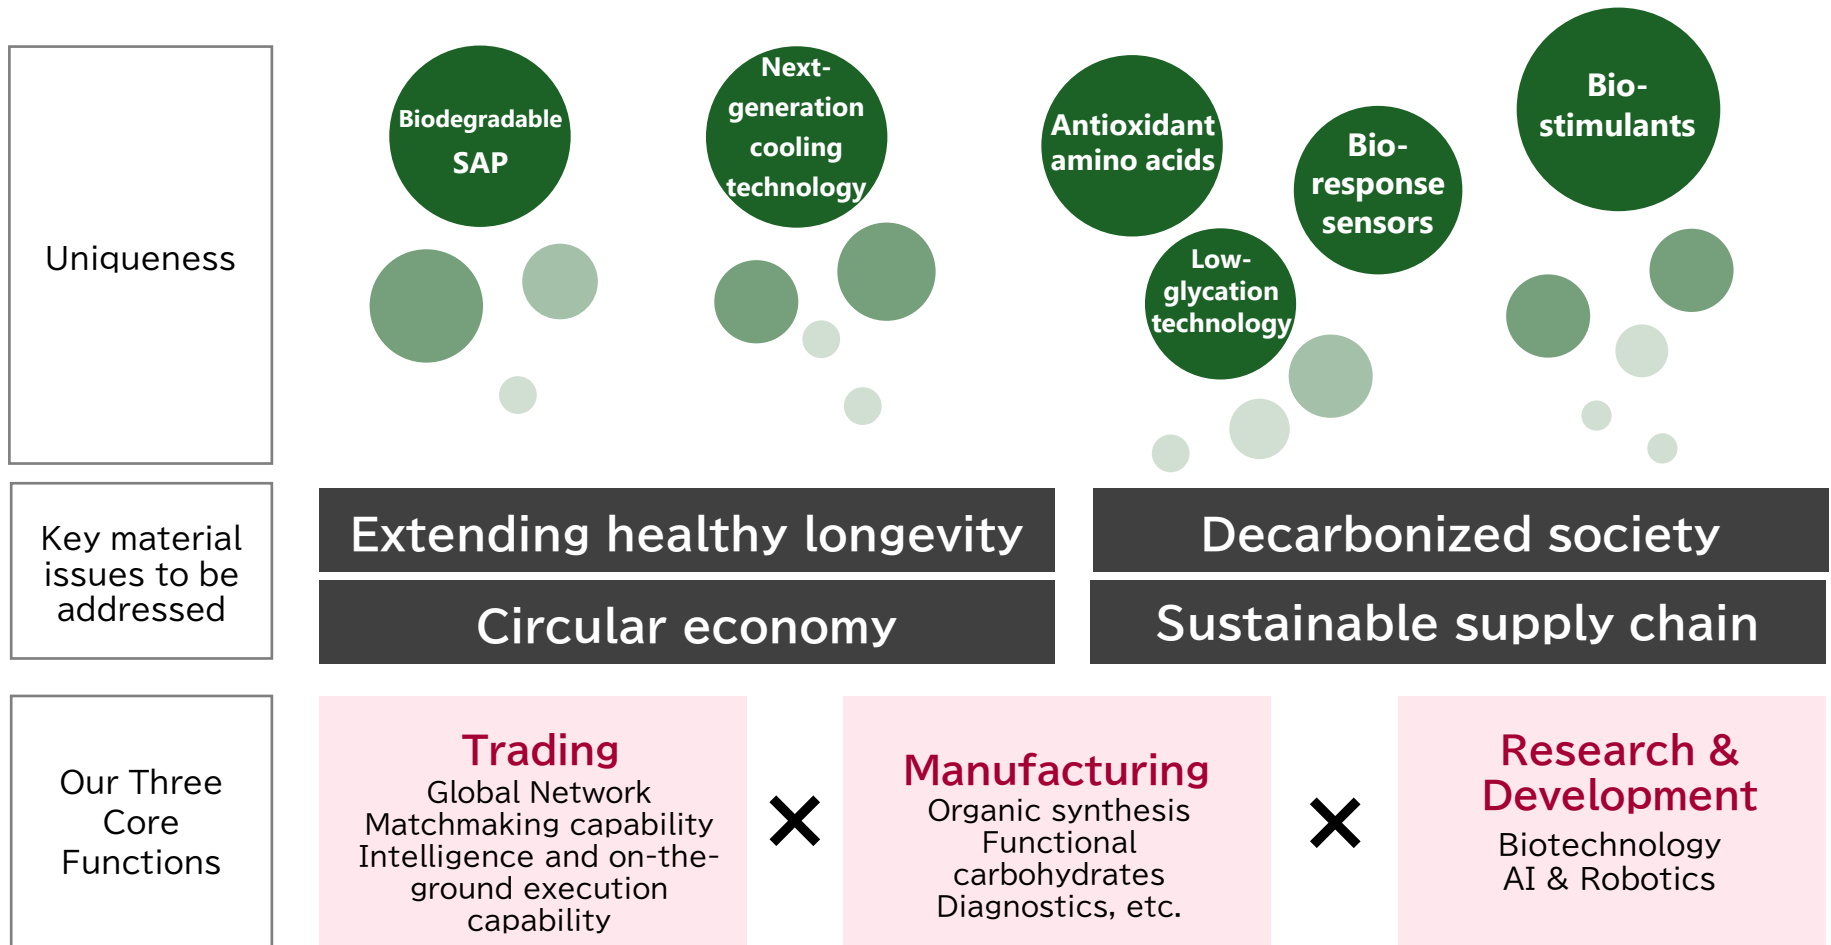 Uniqueness
Biodegradable
SAP
Next-
generation
cooling
technology
Antioxidant
amino acids
Low-
glycation
technology
Bio-
response
sensors
Bio-
stimulants
Key material
issues to be
addressed
Extending healthy longevity
Decarbonized society
Circular economy
Sustainable supply chain
Our Three
Core
Functions
Trading
Global Network
Matchmaking capability
Intelligence and on-the-
ground execution
capability
×
Manufacturing
Organic synthesis
Functional
carbohydrates
Diagnostics, etc.
×
Research &
Development
Biotechnology
AI & Robotics